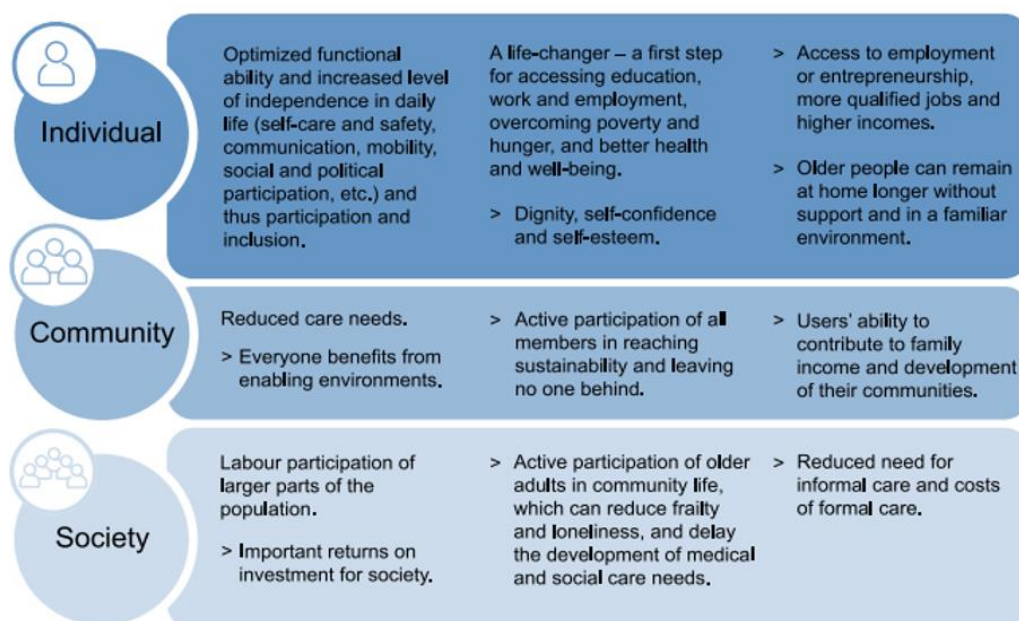 Individual
Optimized functional
ability and increased level
of independence in daily
life (self-care and safety,
communication, mobility,
social and political
participation, etc.) and
thus participation and
inclusion.
A life-changer – a first step
for accessing education,
work and employment,
overcoming poverty and
hunger, and better health
and well-being.
> Dignity, self-confidence
and self-esteem.
> Access to employment
or entrepreneurship,
more qualified jobs and
higher incomes.
> Older people can remain
at home longer without
support and in a familiar
environment.
Community
Reduced care needs.
> Everyone benefits from
enabling environments.
> Active participation of all
members in reaching
sustainability and leaving
no one behind.
> Users' ability to
contribute to family
income and development
of their communities.
Society
Labour participation of
larger parts of the
population.
> Important returns on
investment for society.
> Active participation of older
adults in community life,
which can reduce frailty
and loneliness, and delay
the development of medical
and social care needs.
> Reduced need for
informal care and costs
of formal care.